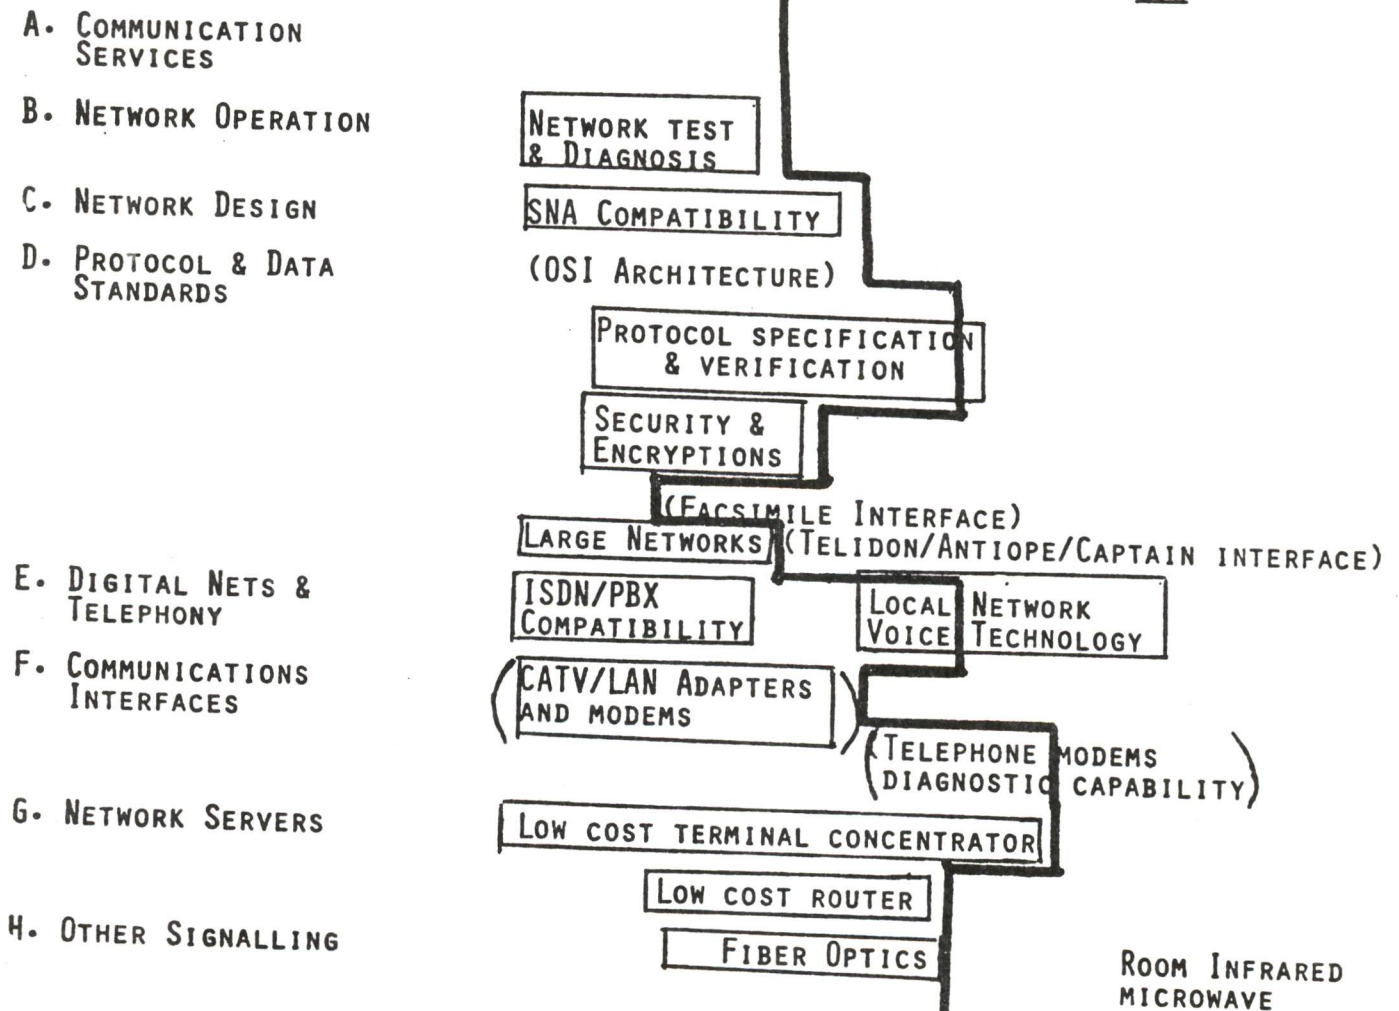 A. COMMUNICATION
SERVICES
B. NETWORK OPERATION
NETWORK TEST
& DIAGNOSIS
C. NETWORK DESIGN
SNA COMPATIBILITY
D. PROTOCOL & DATA
STANDARDS
(OSI ARCHITECTURE)
PROTOCOL SPECIFICATION
& VERIFICATION
SECURITY &
ENCRYPTIONS
(FACSIMILE INTERFACE)
LARGE NETWORKS
(TELIDON/ANTIOPE/CAPTAIN INTERFACE)
E. DIGITAL NETS &
TELEPHONY
ISDN/PBX
COMPATIBILITY
LOCAL NETWORK
VOICE TECHNOLOGY
F. COMMUNICATIONS
INTERFACES
(CATV/LAN ADAPTERS
AND MODEMS)
(TELEPHONE MODEMS
DIAGNOSTIC CAPABILITY)
G. NETWORK SERVERS
LOW COST TERMINAL CONCENTRATOR
LOW COST ROUTER
H. OTHER SIGNALLING
FIBER OPTICS
ROOM INFRARED
MICROWAVE